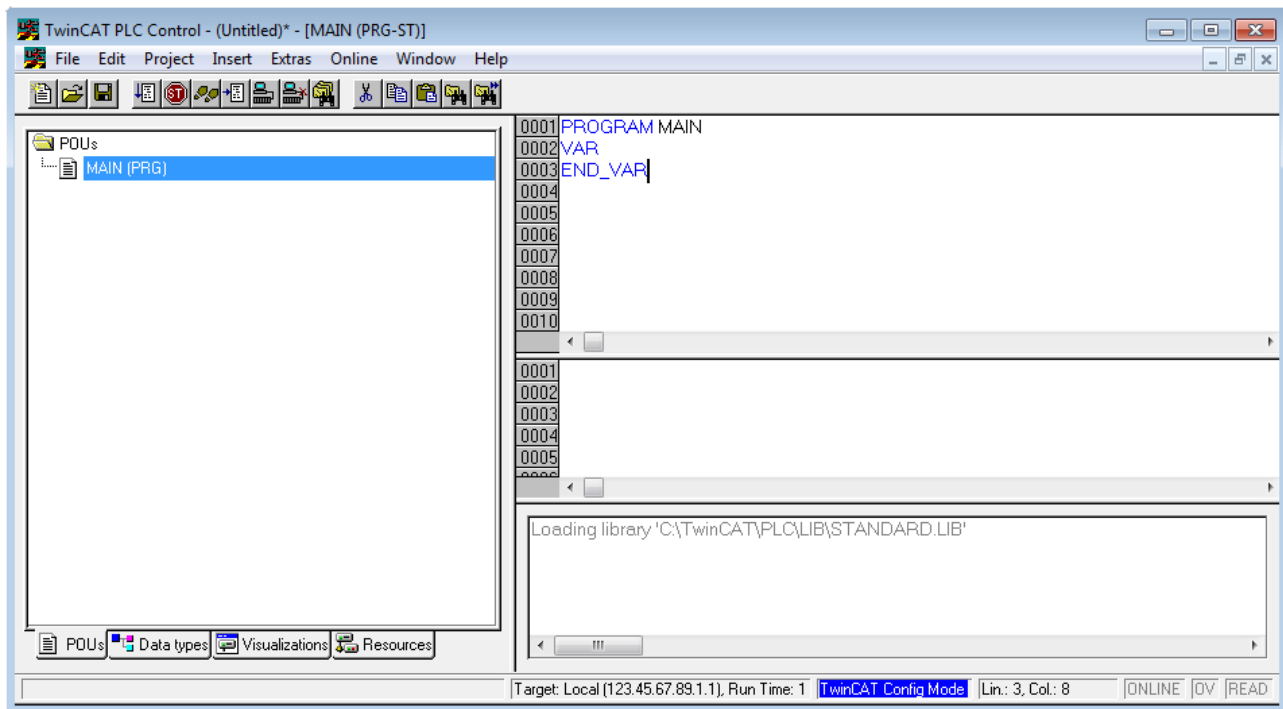 TwinCAT PLC Control - (Untitled)* - [MAIN (PRG-ST)]
File Edit Project Insert Extras Online Window Help
POUs
MAIN (PRG)
0001 PROGRAM MAIN
0002 VAR
0003 END_VAR
0004
0005
0006
0007
0008
0009
0010
0001
0002
0003
0004
0005
Loading library 'C:\TwinCAT\PLC\LIB\STANDARD.LIB'
POUs Data types Visualizations Resources
Target: Local (123.45.67.89.1.1), Run Time: 1 TwinCAT Config Mode Lin.: 3, Col.: 8 ONLINE OV READ